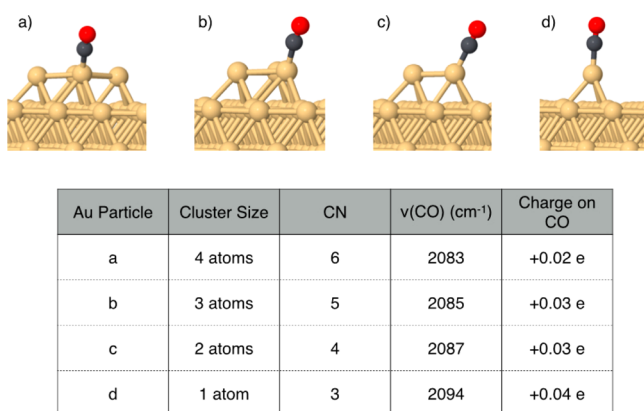 a) b) c) d)
Au Particle Cluster Size CN ν(CO) (cm⁻¹) Charge on CO
a 4 atoms 6 2083 +0.02 e
b 3 atoms 5 2085 +0.03 e
c 2 atoms 4 2087 +0.03 e
d 1 atom 3 2094 +0.04 e